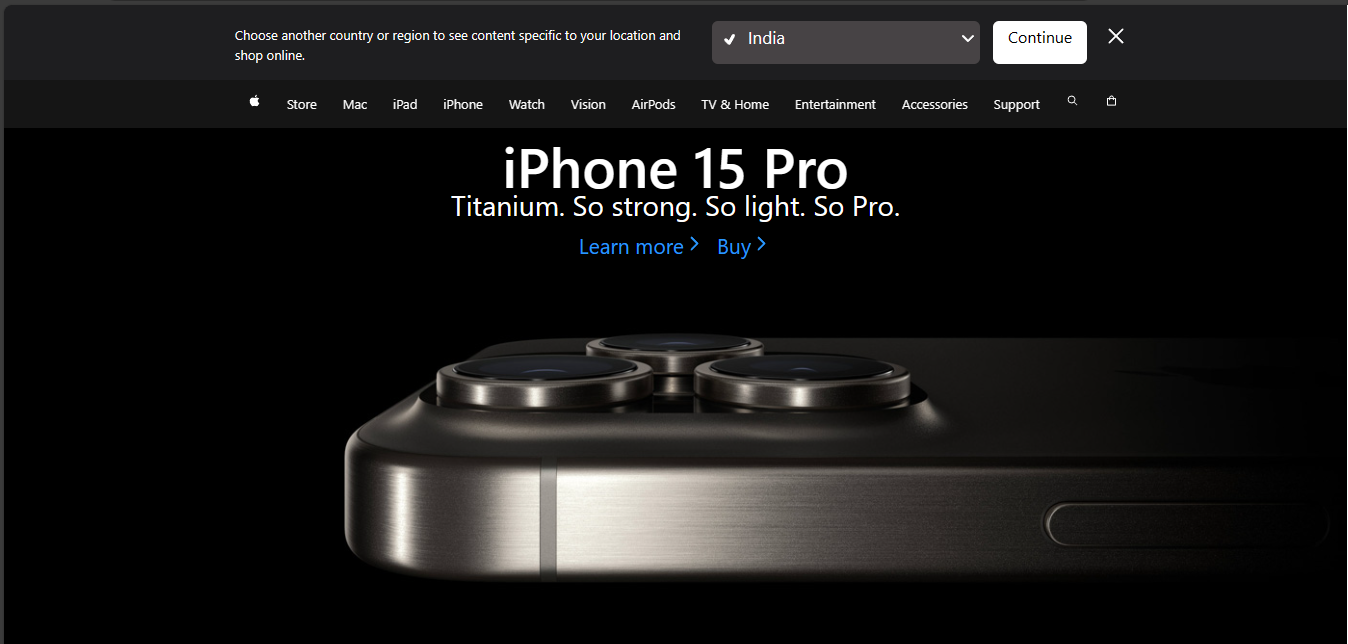 Choose another country or region to see content specific to your location and
shop online.
India
Continue
Store Mac iPad iPhone Watch Vision AirPods TV & Home Entertainment Accessories Support
iPhone 15 Pro
Titanium. So strong. So light. So Pro.
Learn more Buy